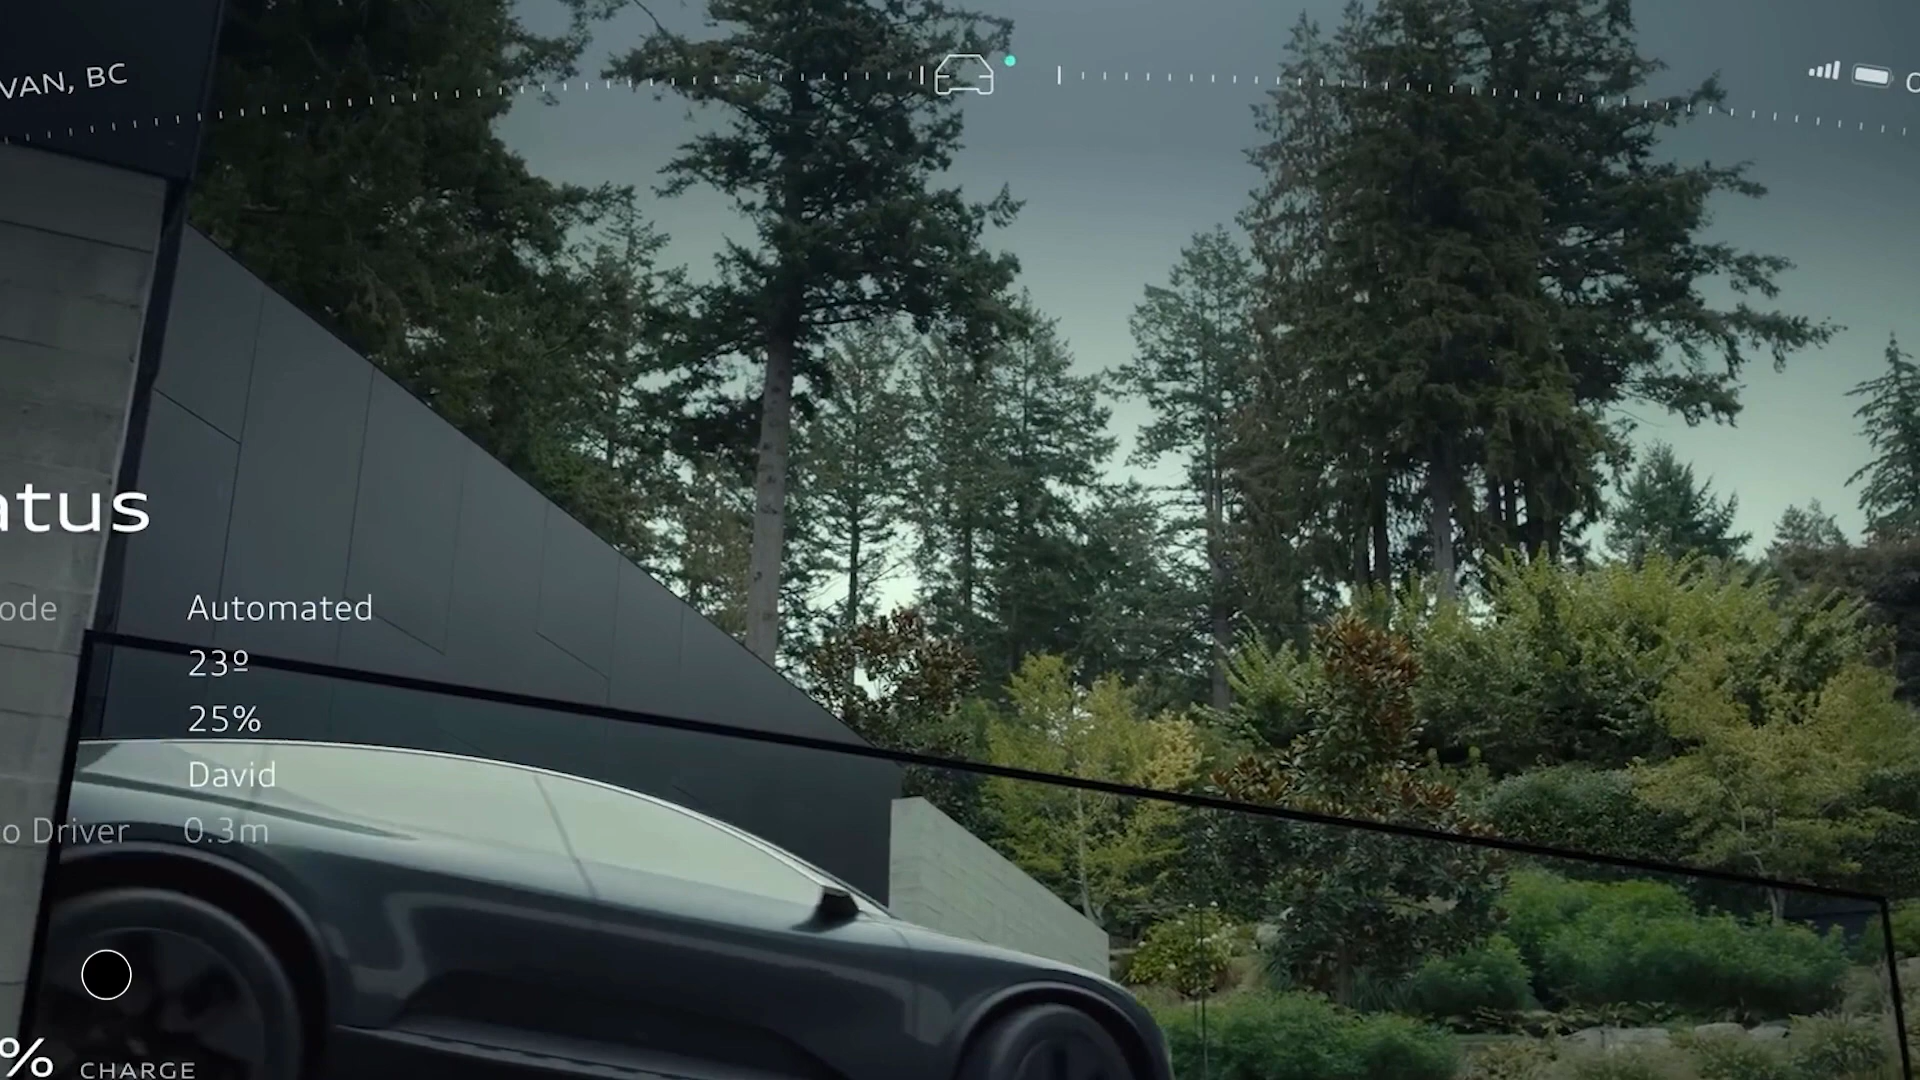 VAN, BC
atus
ode Automated
23º
25%
David
o Driver 0.3m
% CHARGE